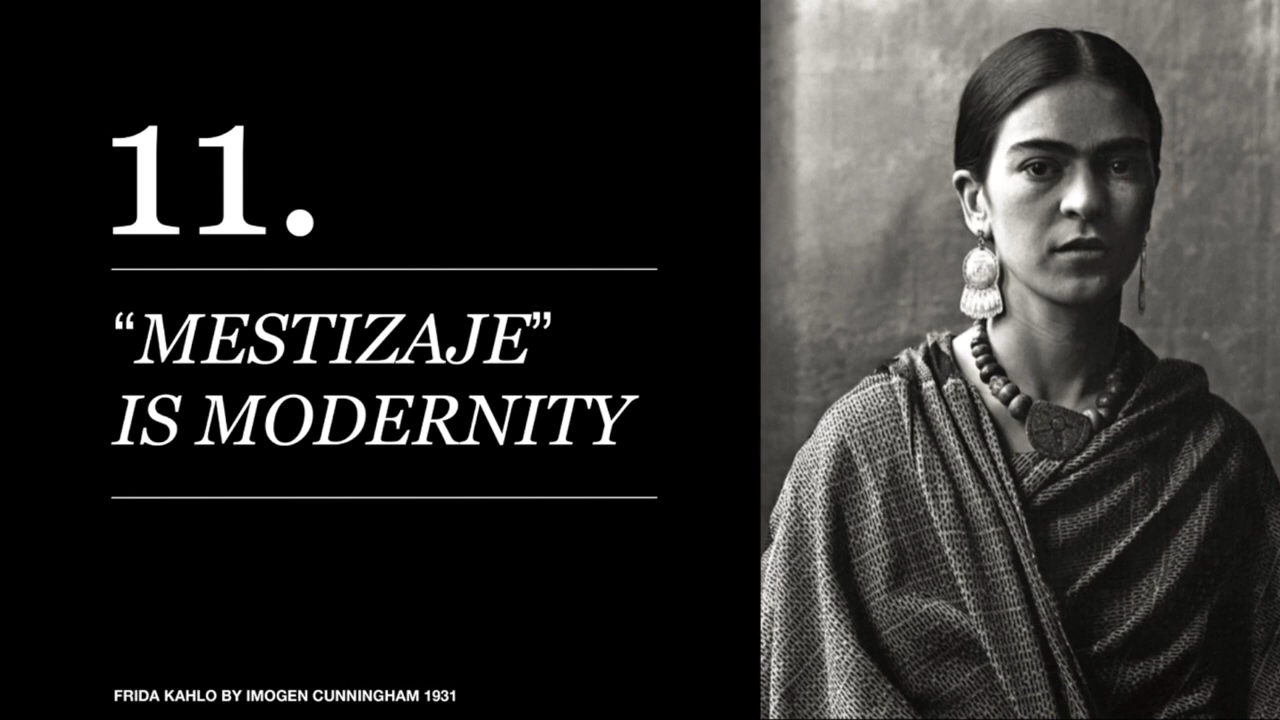 11.
“MESTIZAJE”
IS MODERNITY
FRIDA KAHLO BY IMOGEN CUNNINGHAM 1931